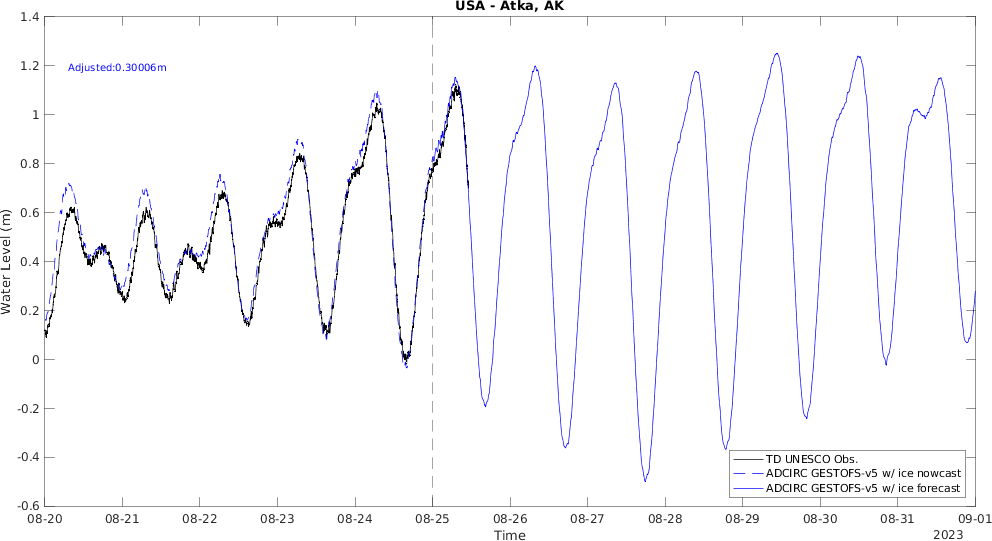 USA - Atka, AK
1.4
1.2
1
0.8
0.6
0.4
0.2
0
-0.2
-0.4
-0.6
Water Level (m)
Adjusted:0.30006m
TD UNESCO Obs.
ADCIRC GESTOFS-v5 w/ ice nowcast
ADCIRC GESTOFS-v5 w/ ice forecast
08-20 08-21 08-22 08-23 08-24 08-25 08-26 08-27 08-28 08-29 08-30 08-31 09-01
Time
2023